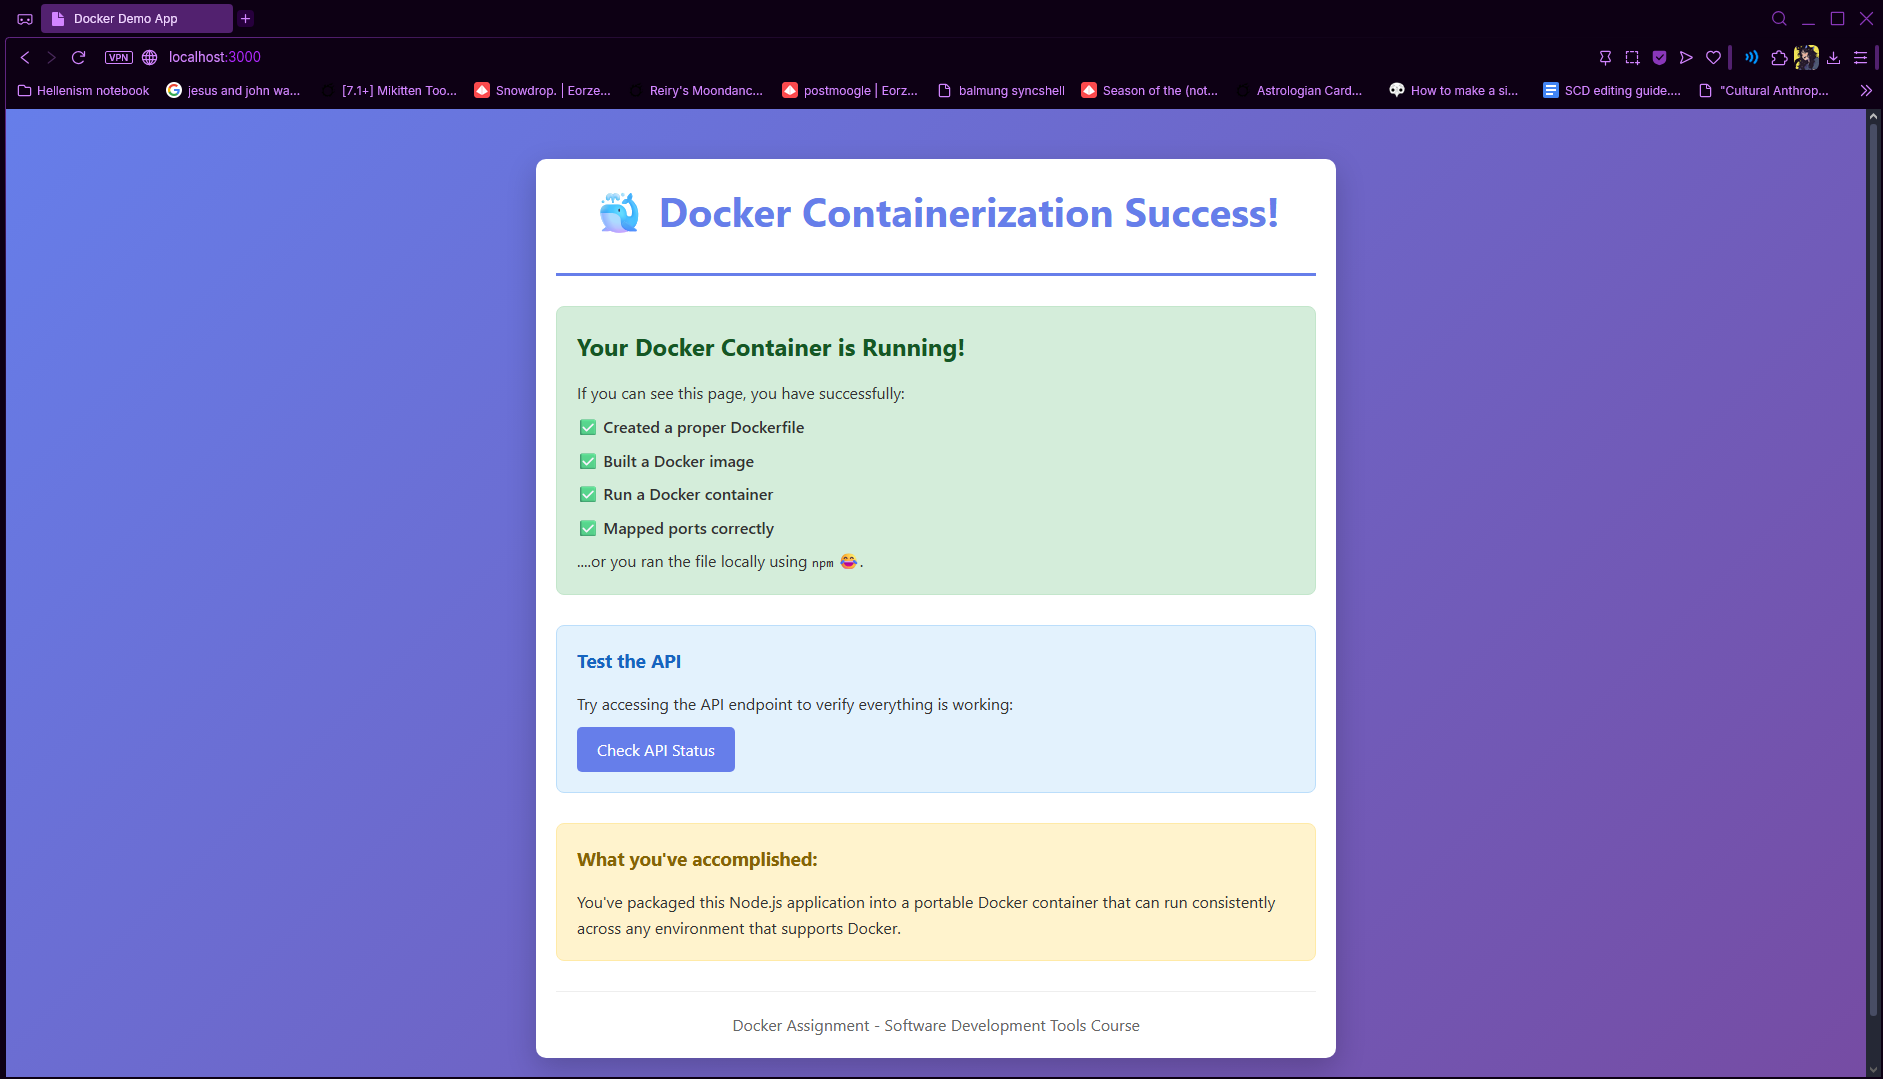 Docker Demo App
VPN
localhost:3000
Hellenism notebook
jesus and john wa...
[7.1+] Mikitten Too...
Snowdrop. | Eorze...
Reiry's Moondanc...
postmoogle | Eorz...
balmung syncshell
Season of the (not...
Astrologian Card...
How to make a si...
SCD editing guide....
"Cultural Anthrop...
🐳 Docker Containerization Success!
Your Docker Container is Running!
If you can see this page, you have successfully:
✅ Created a proper Dockerfile
✅ Built a Docker image
✅ Run a Docker container
✅ Mapped ports correctly
....or you ran the file locally using npm 😂.
Test the API
Try accessing the API endpoint to verify everything is working:
Check API Status
What you've accomplished:
You've packaged this Node.js application into a portable Docker container that can run consistently
across any environment that supports Docker.
Docker Assignment - Software Development Tools Course